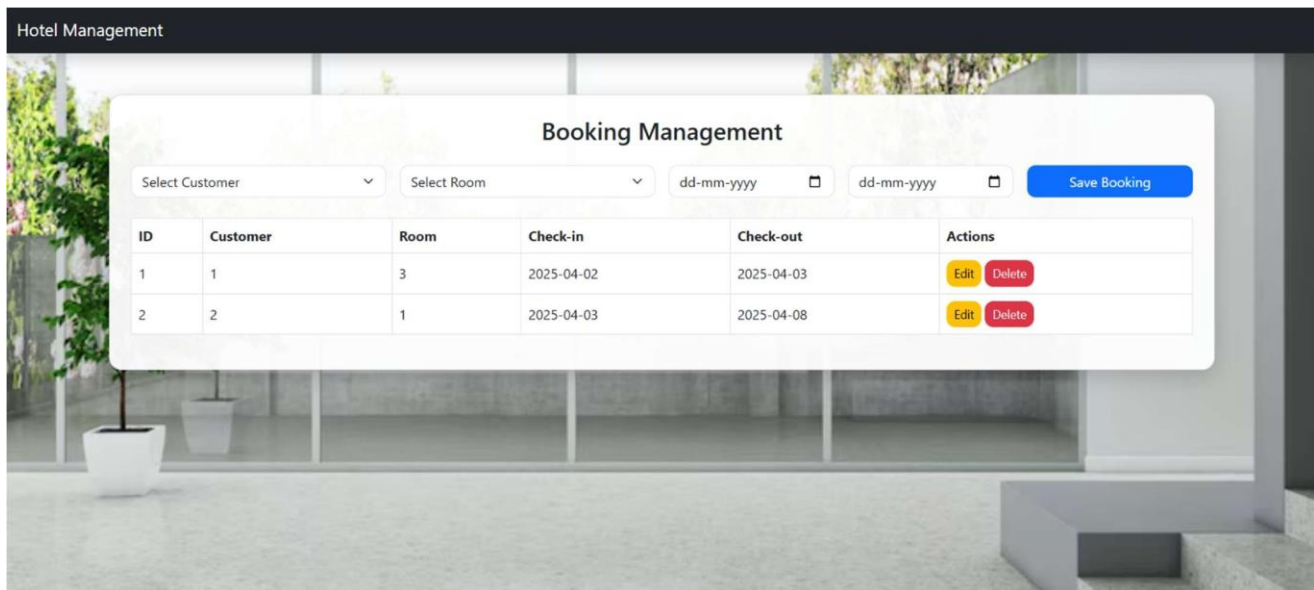 Hotel Management
Booking Management
Select Customer Select Room dd-mm-yyyy dd-mm-yyyy Save Booking
ID Customer Room Check-in Check-out Actions
1 1 3 2025-04-02 2025-04-03 Edit Delete
2 2 1 2025-04-03 2025-04-08 Edit Delete